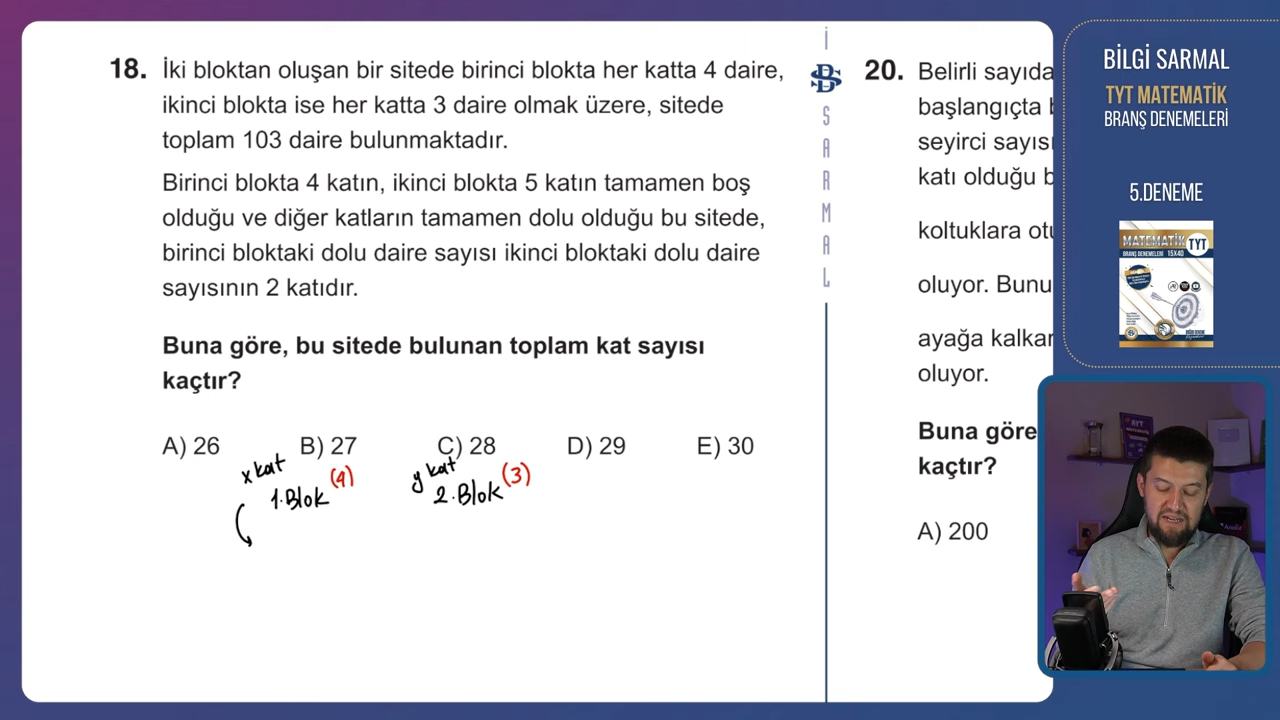 18. İki bloktan oluşan bir sitede birinci blokta her katta 4 daire,
ikinci blokta ise her katta 3 daire olmak üzere, sitede
toplam 103 daire bulunmaktadır.
Birinci blokta 4 katın, ikinci blokta 5 katın tamamen boş
olduğu ve diğer katların tamamen dolu olduğu bu sitede,
birinci bloktaki dolu daire sayısı ikinci bloktaki dolu daire
sayısının 2 katıdır.
Buna göre, bu sitede bulunan toplam kat sayısı
kaçtır?
A) 26 B) 27 C) 28 D) 29 E) 30
x kat
1.Blok (4)
y kat
2.Blok (3)
İ
S
A
R
M
A
L
20. Belirli sayıda
başlangıçta
seyirci sayıs
katı olduğu
koltuklara otu
oluyor. Bunu
ayağa kalkar
oluyor.
Buna göre
kaçtır?
A) 200
BİLGİ SARMAL
TYT MATEMATİK
BRANŞ DENEMELERİ
5.DENEME
MATEMATİK TYT
BRANŞ DENEMELERİ 15X40